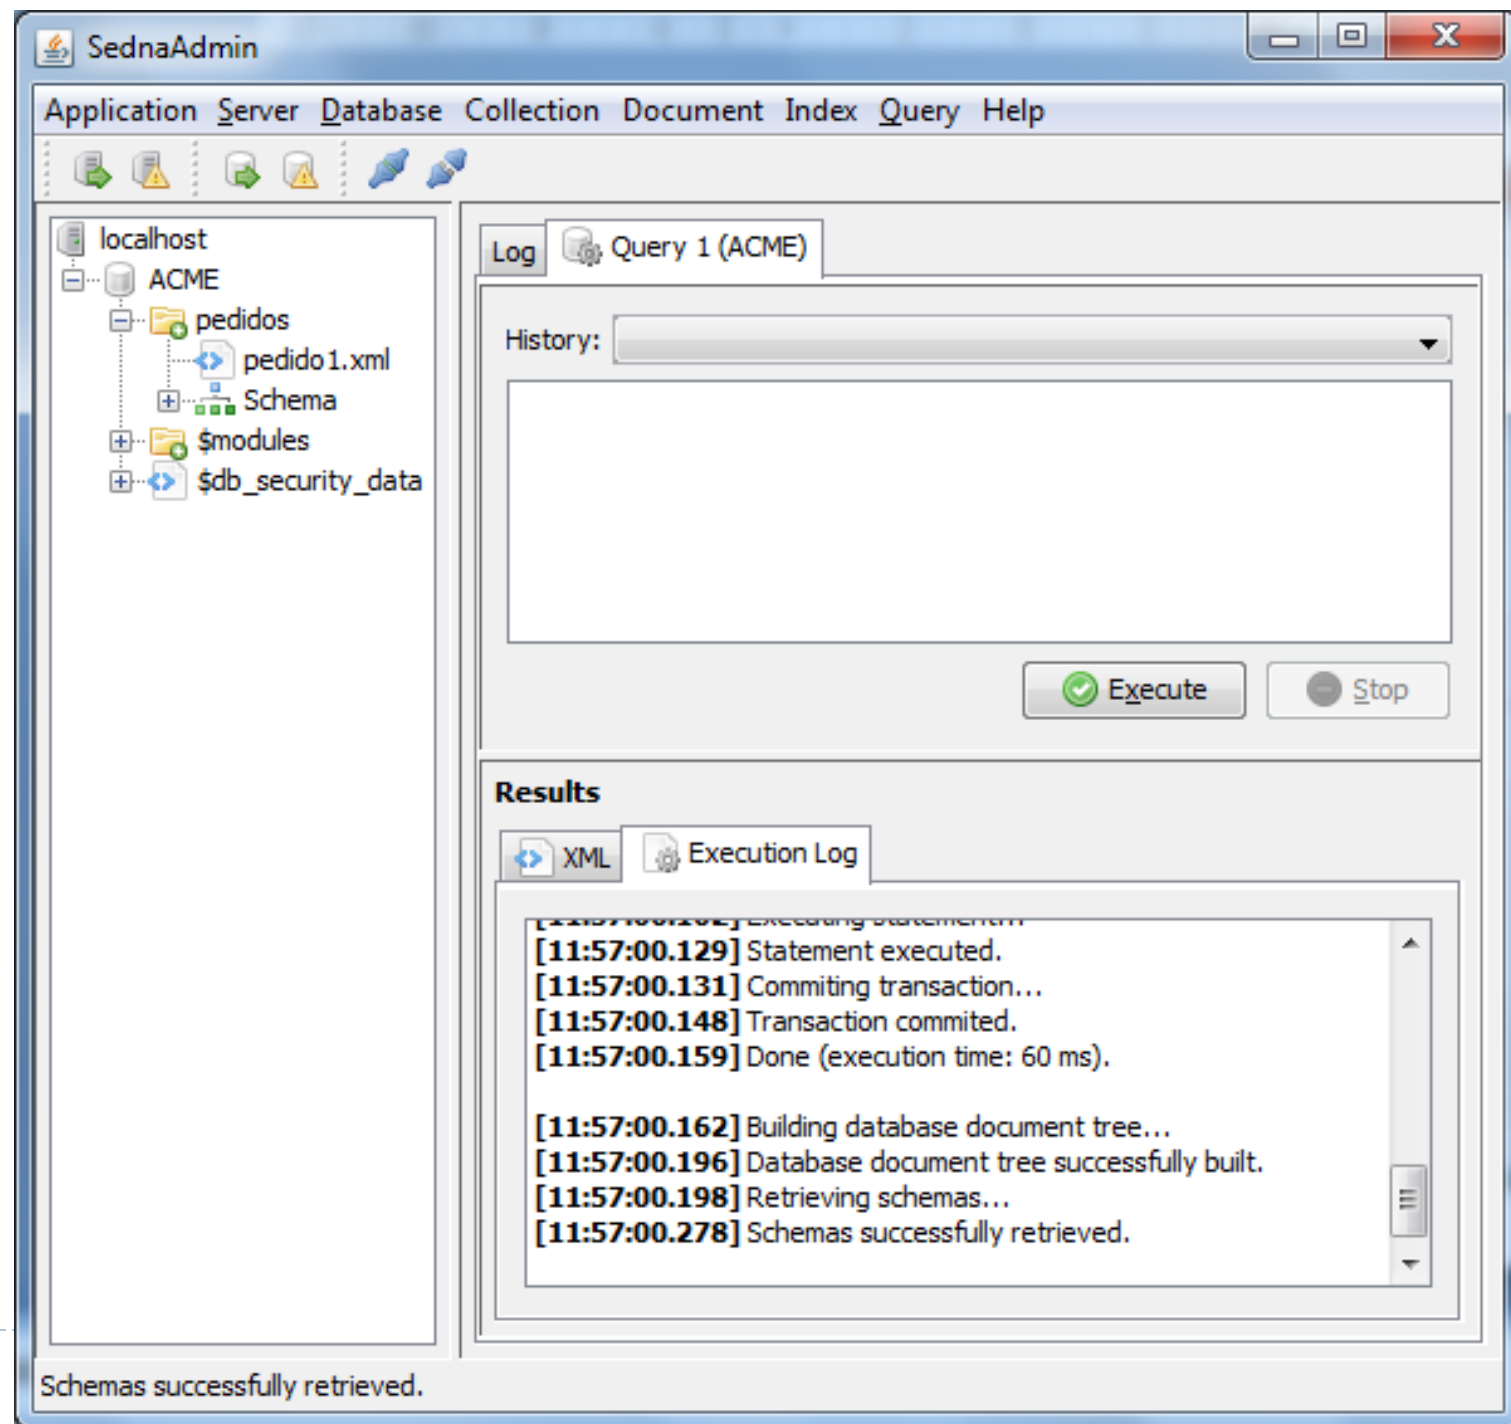 SednaAdmin
Application Server Database Collection Document Index Query Help
localhost
ACME
pedidos
pedido1.xml
Schema
$modules
$db_security_data
Log
Query 1 (ACME)
History:
Execute
Stop
Results
XML
Execution Log
Executing statement...
[11:57:00.129] Statement executed.
[11:57:00.131] Commiting transaction...
[11:57:00.148] Transaction commited.
[11:57:00.159] Done (execution time: 60 ms).
[11:57:00.162] Building database document tree...
[11:57:00.196] Database document tree successfully built.
[11:57:00.198] Retrieving schemas...
[11:57:00.278] Schemas successfully retrieved.
Schemas successfully retrieved.